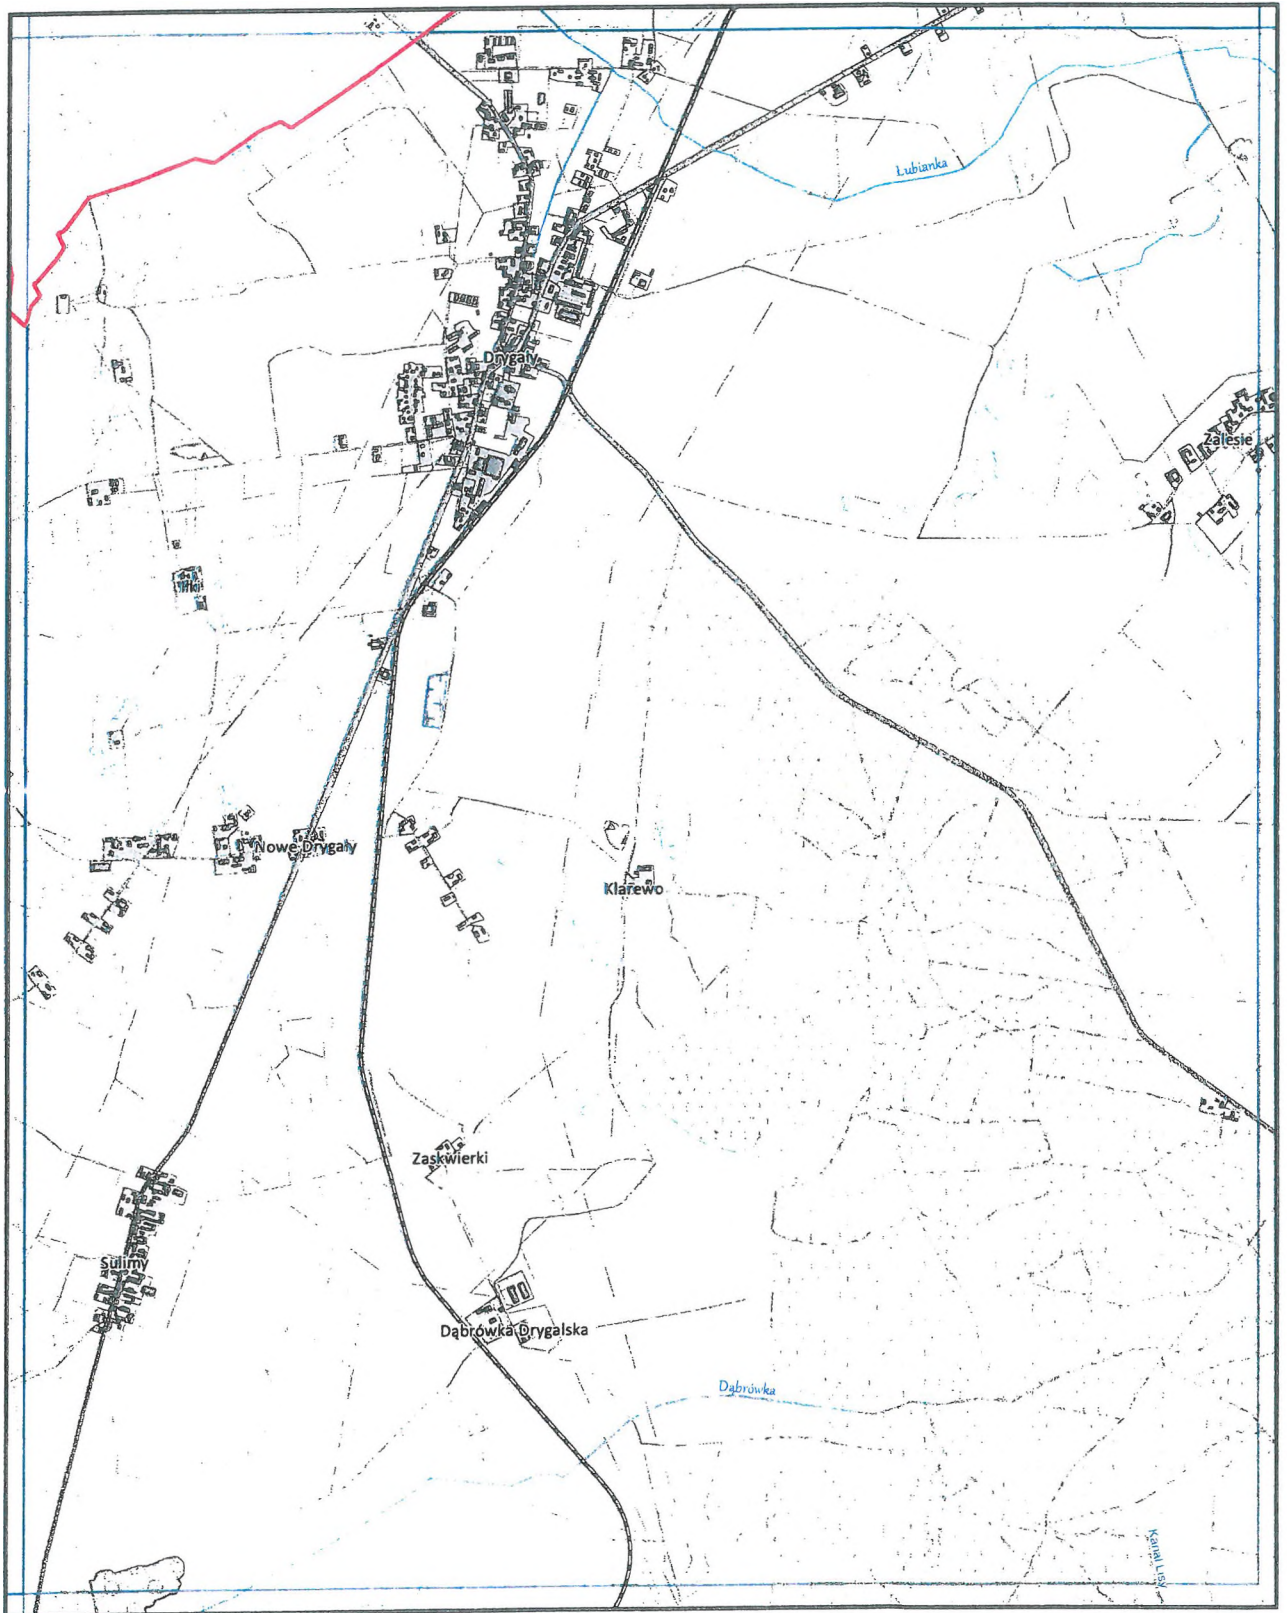 Łubianka
Drygały
Zalesie
Nowe Drygały
Klarewo
Zaskwierki
Sulimy
Dąbrówka Drygalska
Dąbrówka
Kanał Lisy